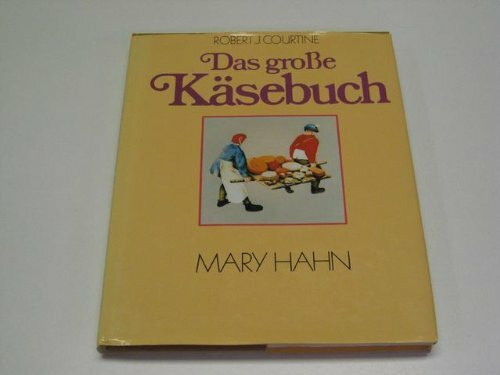 ROBERT J. COURTINE
Das große
Käsebuch
MARY HAHN